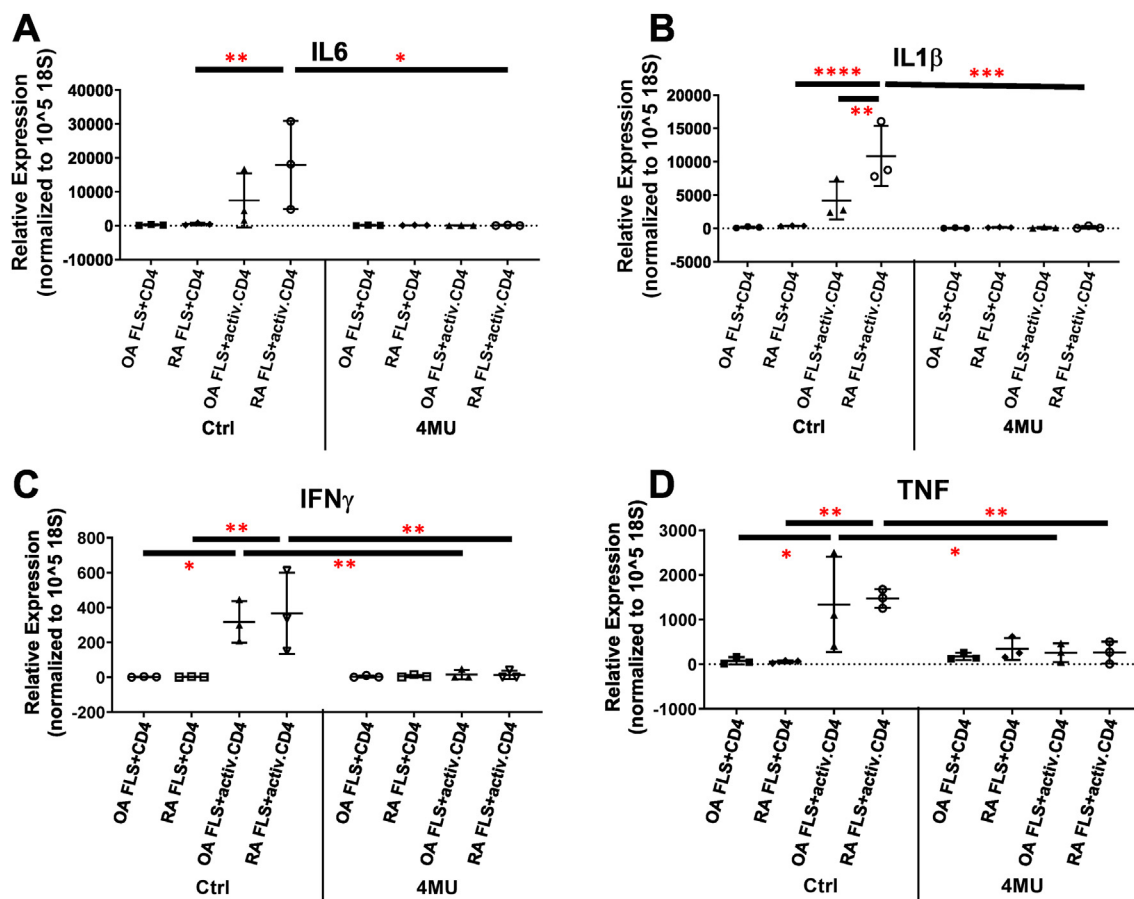 A
IL6
**
*
Relative Expression
(normalized to 10^5 18S)
40000
30000
20000
10000
0
-10000
OA FLS+CD4
RA FLS+CD4
OA FLS+activ.CD4
RA FLS+activ.CD4
OA FLS+CD4
RA FLS+CD4
OA FLS+activ.CD4
RA FLS+activ.CD4
Ctrl
4MU
B
IL1β
****
***
**
Relative Expression
(normalized to 10^5 18S)
20000
15000
10000
5000
0
-5000
OA FLS+CD4
RA FLS+CD4
OA FLS+activ.CD4
RA FLS+activ.CD4
OA FLS+CD4
RA FLS+CD4
OA FLS+activ.CD4
RA FLS+activ.CD4
Ctrl
4MU
C
IFNγ
**
**
*
**
Relative Expression
(normalized to 10^5 18S)
800
600
400
200
0
-200
OA FLS+CD4
RA FLS+CD4
OA FLS+activ.CD4
RA FLS+activ.CD4
OA FLS+CD4
RA FLS+CD4
OA FLS+activ.CD4
RA FLS+activ.CD4
Ctrl
4MU
D
TNF
**
**
*
*
Relative Expression
(normalized to 10^5 18S)
3000
2000
1000
0
-1000
OA FLS+CD4
RA FLS+CD4
OA FLS+activ.CD4
RA FLS+activ.CD4
OA FLS+CD4
RA FLS+CD4
OA FLS+activ.CD4
RA FLS+activ.CD4
Ctrl
4MU